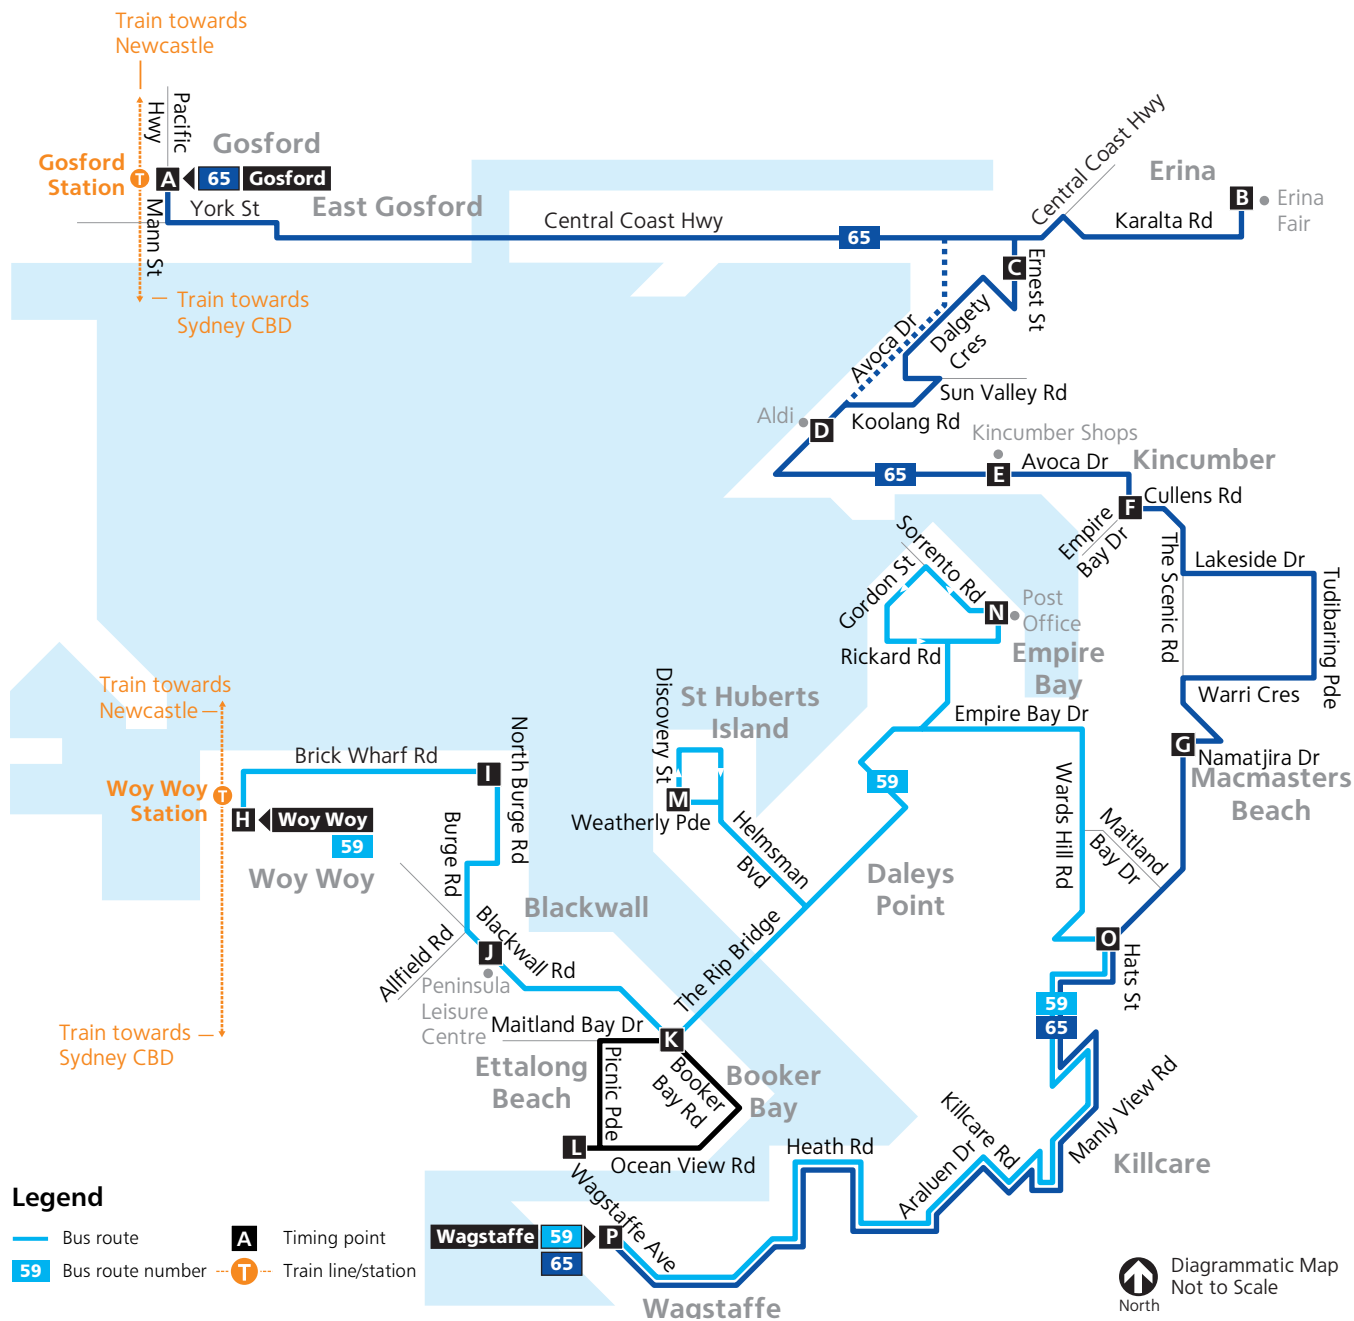 Train towards
Newcastle
Pacific
Hwy
Gosford
Gosford
Station
T
A
65
Gosford
Mann St
York St
East Gosford
Central Coast Hwy
65
Central Coast Hwy
Erina
B
Erina
Fair
Karalta Rd
Train towards
Sydney CBD
C
Ernest St
Avoca Dr
Dalgety
Cres
Sun Valley Rd
Aldi
D
Koolang Rd
Kincumber Shops
65
E
Avoca Dr
Kincumber
F
Cullens Rd
Empire
Bay Dr
The Scenic Rd
Lakeside Dr
Tudibaring Pde
Sorrento Rd
Gordon St
N
Post
Office
Rickard Rd
Empire
Bay
Warri Cres
Train towards
Newcastle
Discovery St
St Huberts
Island
Empire Bay Dr
G
Namatjira Dr
Macmasters
Beach
Brick Wharf Rd
I
North Burge Rd
Woy Woy
Station
T
H
Woy Woy
59
Woy Woy
M
Weatherly Pde
59
Helmsman
Bvd
Wards Hill Rd
Maitland
Bay Dr
Burge Rd
Daleys
Point
Blackwall
Allfield Rd
J
Blackwall Rd
Peninsula
Leisure
Centre
The Rip Bridge
O
Hats St
59
65
Train towards
Sydney CBD
Maitland Bay Dr
K
Ettalong
Beach
Picnic Pde
Booker
Bay Rd
Booker
Bay
L
Ocean View Rd
Heath Rd
Araluen Dr
Killcare Rd
Manly View Rd
Killcare
Wagstaffe Ave
Wagstaffe
59
65
P
Wagstaffe
Legend
Bus route
A
Timing point
59
Bus route number
T
Train line/station
North
Diagrammatic Map
Not to Scale